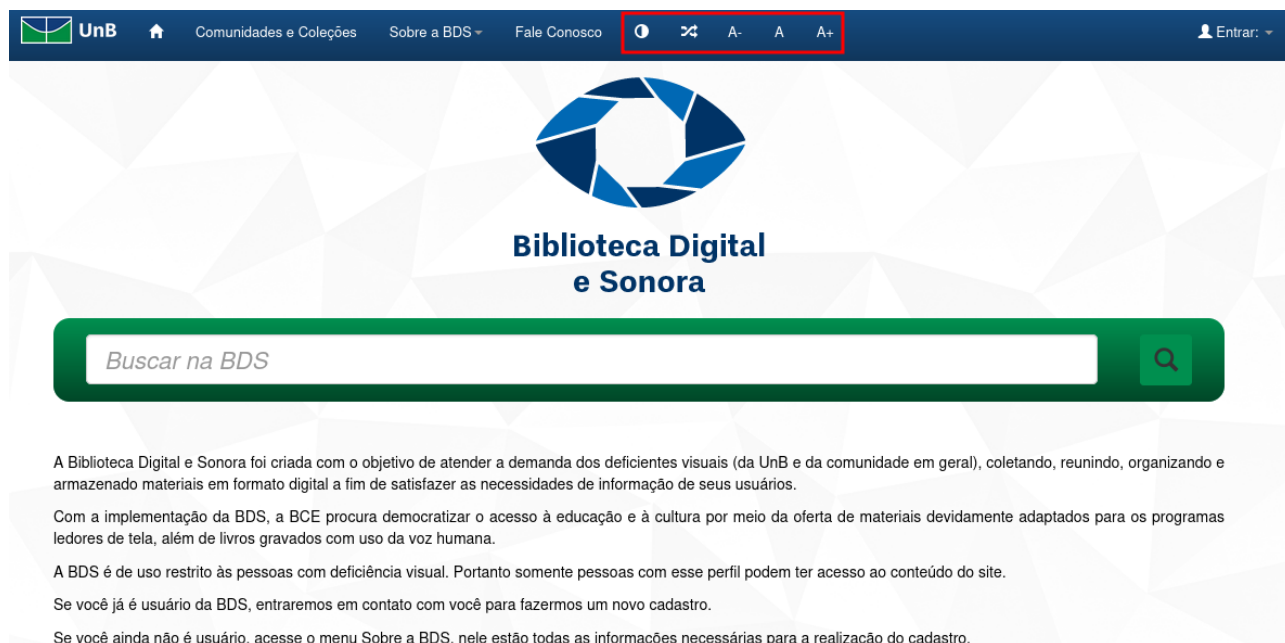 UnB Comunidades e Coleções Sobre a BDS Fale Conosco A- A A+ Entrar:
Biblioteca Digital
e Sonora
Buscar na BDS
A Biblioteca Digital e Sonora foi criada com o objetivo de atender a demanda dos deficientes visuais (da UnB e da comunidade em geral), coletando, reunindo, organizando e
armazenado materiais em formato digital a fim de satisfazer as necessidades de informação de seus usuários.
Com a implementação da BDS, a BCE procura democratizar o acesso à educação e à cultura por meio da oferta de materiais devidamente adaptados para os programas
ledores de tela, além de livros gravados com uso da voz humana.
A BDS é de uso restrito às pessoas com deficiência visual. Portanto somente pessoas com esse perfil podem ter acesso ao conteúdo do site.
Se você já é usuário da BDS, entraremos em contato com você para fazermos um novo cadastro.
Se você ainda não é usuário, acesse o menu Sobre a BDS, nele estão todas as informações necessárias para a realização do cadastro.